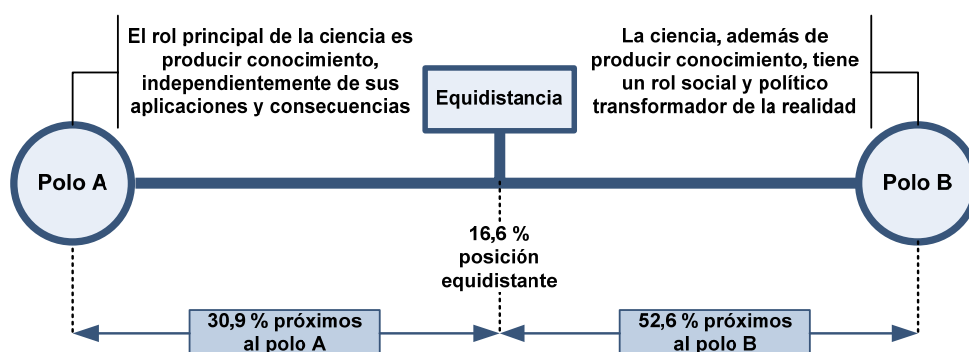 El rol principal de la ciencia es
producir conocimiento,
independientemente de sus
aplicaciones y consecuencias
La ciencia, además de
producir conocimiento, tiene
un rol social y político
transformador de la realidad
Equidistancia
Polo A
Polo B
16,6 %
posición
equidistante
30,9 % próximos
al polo A
52,6 % próximos
al polo B